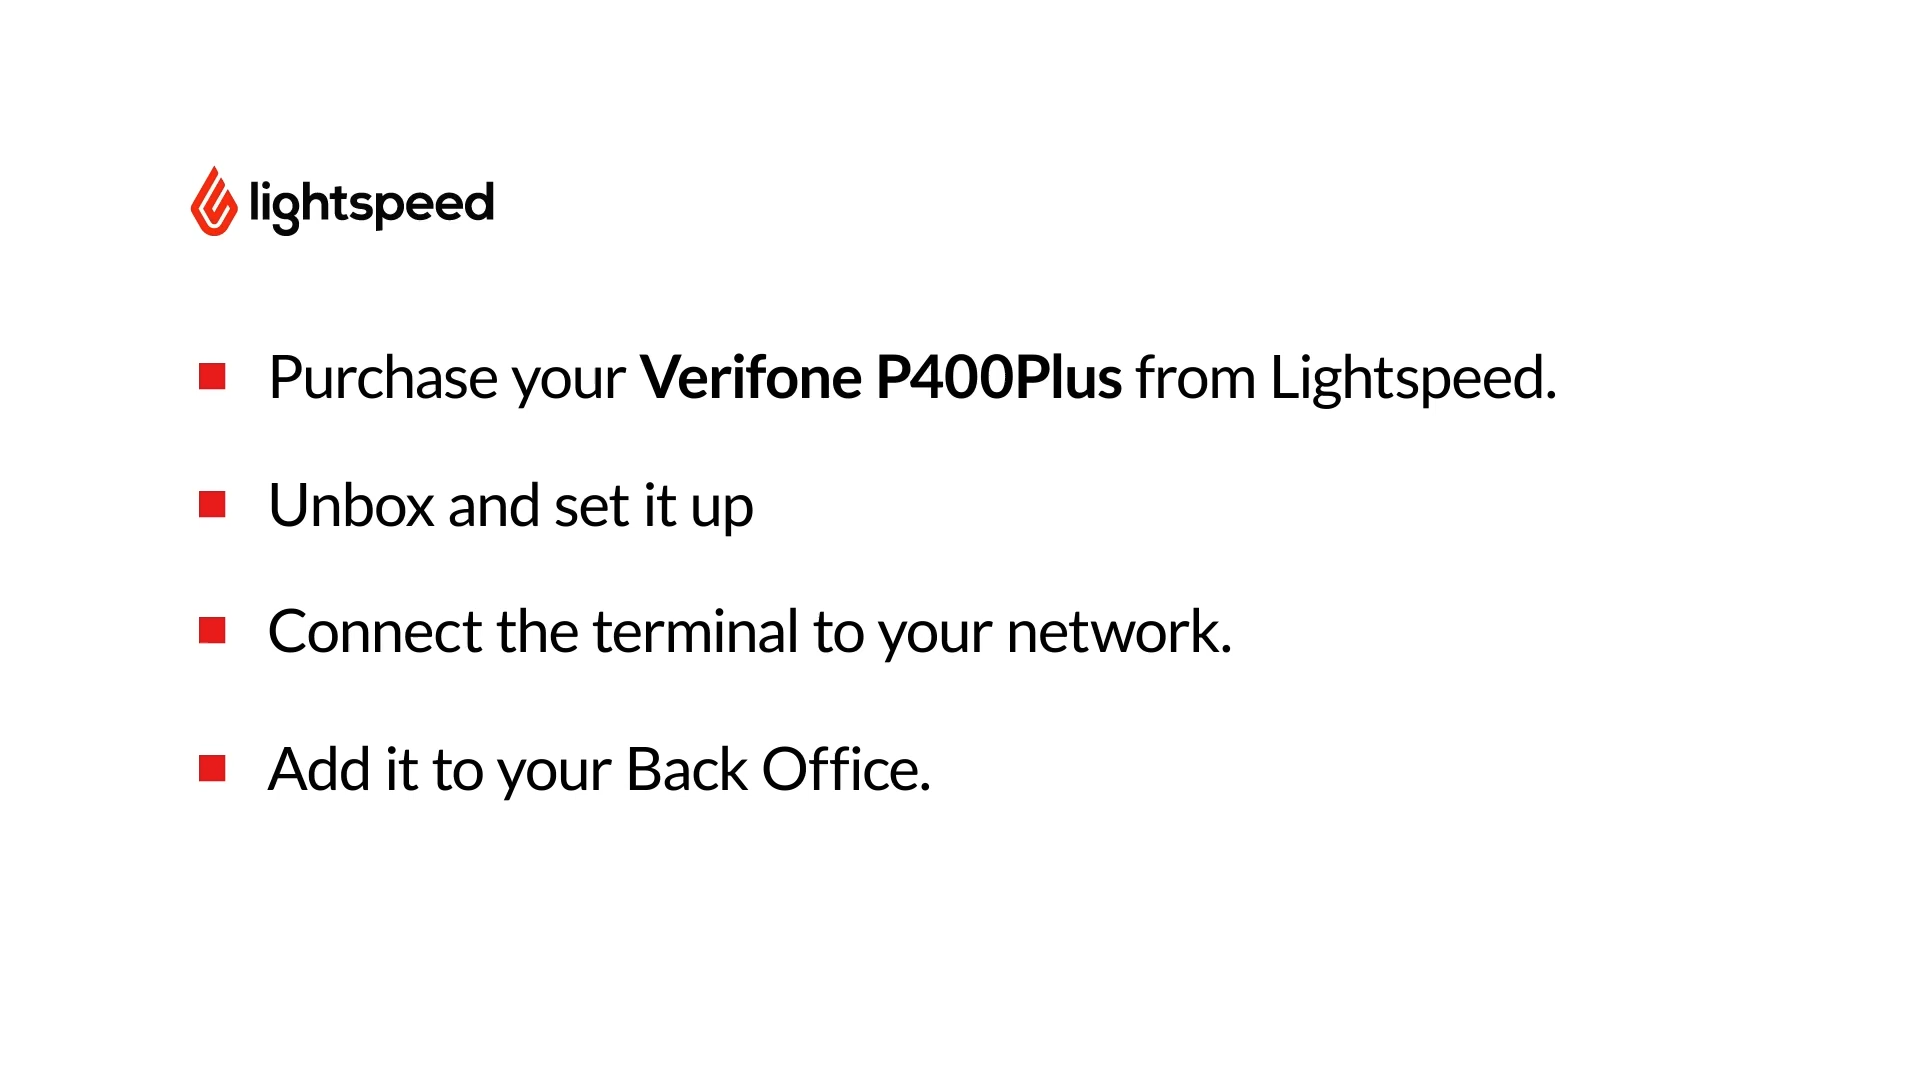 lightspeed
Purchase your Verifone P400Plus from Lightspeed.
Unbox and set it up
Connect the terminal to your network.
Add it to your Back Office.